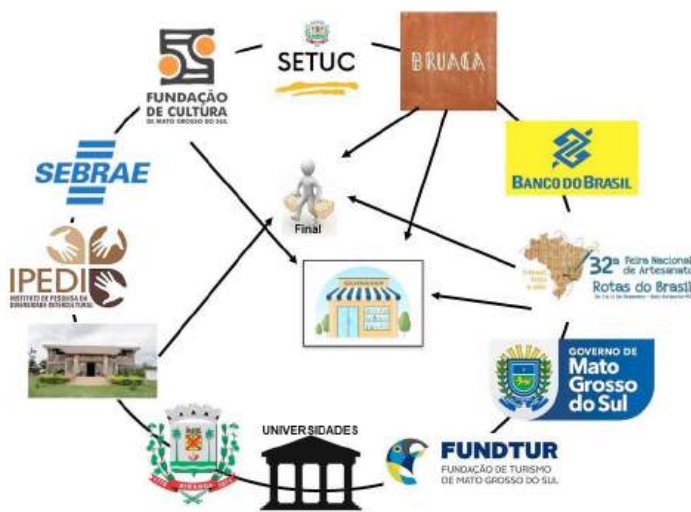 FUNDAÇÃO
DE CULTURA
DE MATO GROSSO DO SUL
SETUC
BRUACA
SEBRAE
BANCO DO BRASIL
Final
IPEDI
INSTITUTO DE PESQUISA DA
DIVERSIDADE INTERCULTURAL
32ª Feira Nacional
de Artesanato
Rotas do Brasil
GOVERNO DE
Mato
Grosso
do Sul
UNIVERSIDADES
MIRANDA
FUNDTUR
FUNDAÇÃO DE TURISMO
DE MATO GROSSO DO SUL